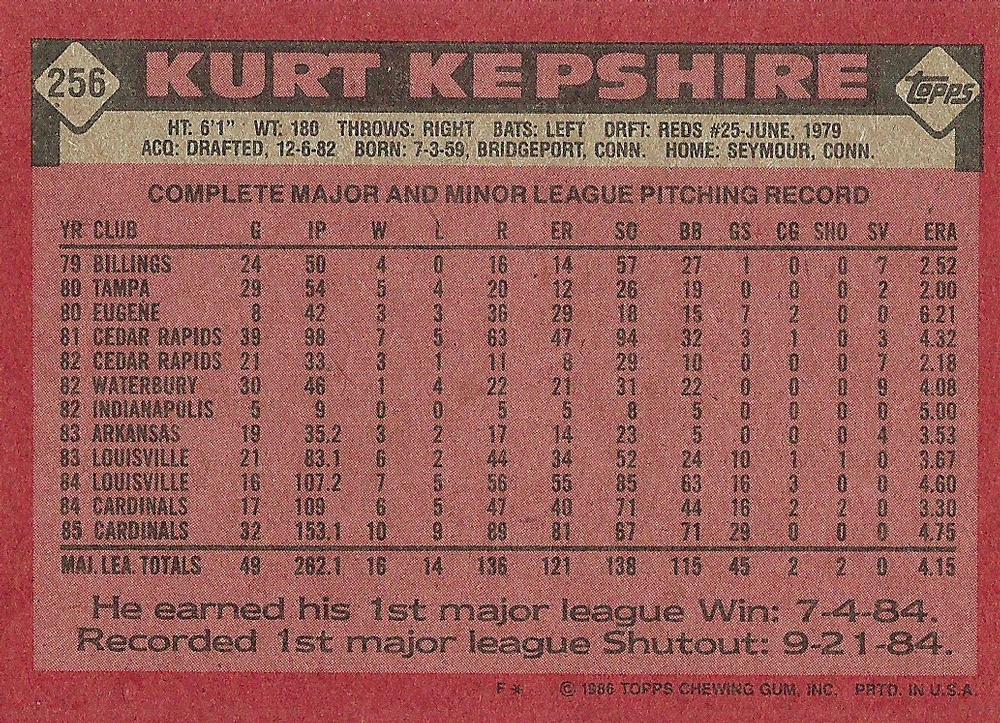 256 KURT KEPSHIRE Topps
HT: 6'1" WT: 180 THROWS: RIGHT BATS: LEFT DRFT: REDS #25-JUNE, 1979
ACQ: DRAFTED, 12-6-82 BORN: 7-3-59, BRIDGEPORT, CONN. HOME: SEYMOUR, CONN.
COMPLETE MAJOR AND MINOR LEAGUE PITCHING RECORD
YR CLUB G IP W L R ER SO BB GS CG SHO SV ERA
79 BILLINGS 24 50 4 0 16 14 57 27 1 0 0 7 2.52
80 TAMPA 29 54 5 4 20 12 26 19 0 0 0 2 2.00
80 EUGENE 8 42 3 3 36 29 18 15 7 2 0 0 6.21
81 CEDAR RAPIDS 39 98 7 5 63 47 94 32 3 1 0 3 4.32
82 CEDAR RAPIDS 21 33 3 1 11 8 29 10 0 0 0 7 2.18
82 WATERBURY 30 46 1 4 22 21 31 22 0 0 0 9 4.08
82 INDIANAPOLIS 5 9 0 0 5 5 8 5 0 0 0 0 5.00
83 ARKANSAS 19 35.2 3 2 17 14 23 5 0 0 0 4 3.53
83 LOUISVILLE 21 83.1 6 2 44 34 52 24 10 1 1 0 3.67
84 LOUISVILLE 16 107.2 7 5 56 55 85 63 16 3 0 0 4.60
84 CARDINALS 17 109 6 5 47 40 71 44 16 2 2 0 3.30
85 CARDINALS 32 153.1 10 9 89 81 67 71 29 0 0 0 4.75
MAJ. LEA. TOTALS 49 262.1 16 14 136 121 138 115 45 2 2 0 4.15
He earned his 1st major league Win: 7-4-84.
Recorded 1st major league Shutout: 9-21-84.
F* © 1986 TOPPS CHEWING GUM, INC. PRTD. IN U.S.A.